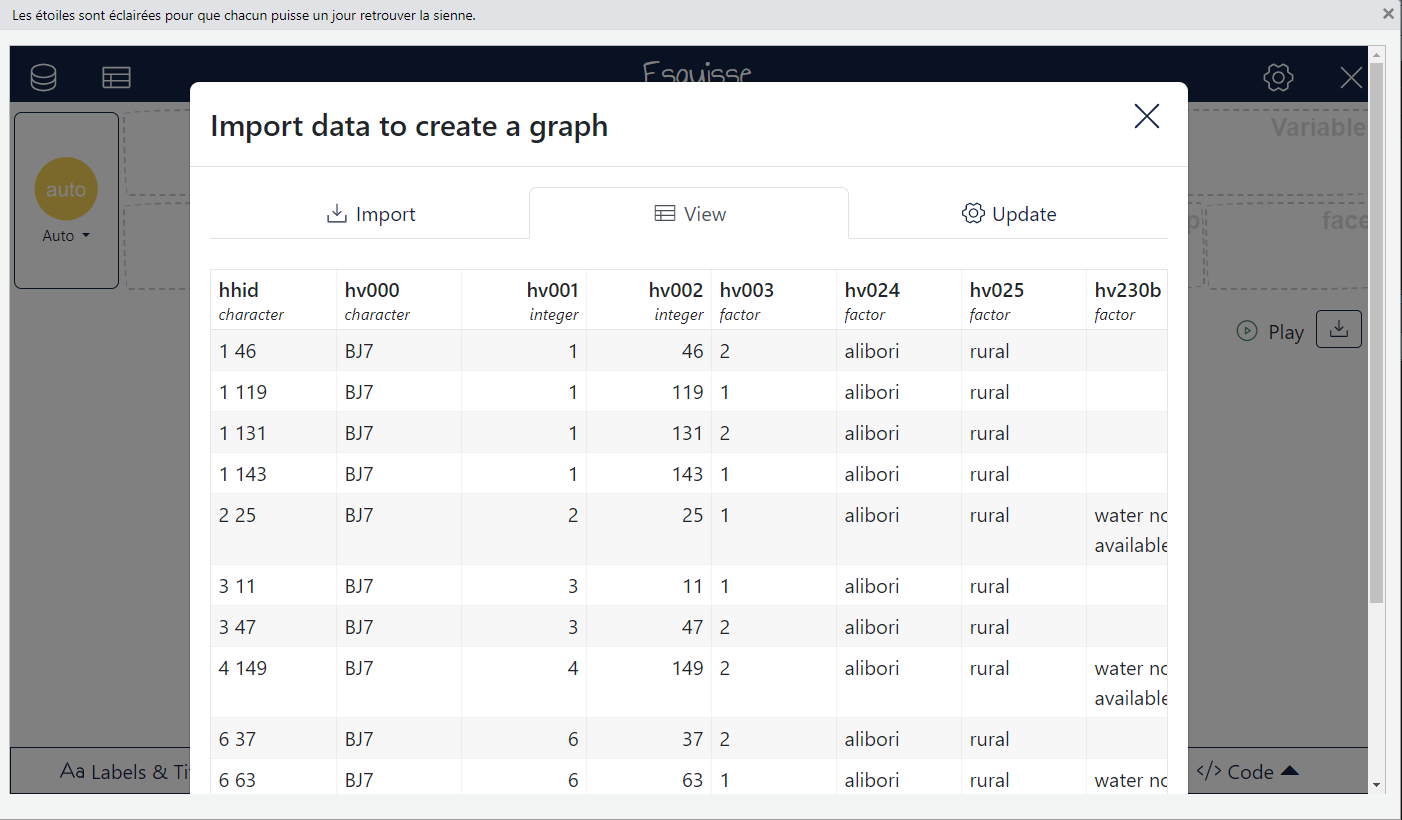 Les étoiles sont éclairées pour que chacun puisse un jour retrouver la sienne.
Esquisse
Import data to create a graph
Variable
auto
Auto
face
Import View Update
Play
hhid hv000 hv001 hv002 hv003 hv024 hv025 hv230b
character character integer integer factor factor factor factor
1 46 BJ7 1 46 2 alibori rural
1 119 BJ7 1 119 1 alibori rural
1 131 BJ7 1 131 2 alibori rural
1 143 BJ7 1 143 1 alibori rural
2 25 BJ7 2 25 1 alibori rural water no
available
3 11 BJ7 3 11 1 alibori rural
3 47 BJ7 3 47 2 alibori rural
4 149 BJ7 4 149 2 alibori rural water no
available
6 37 BJ7 6 37 2 alibori rural
6 63 BJ7 6 63 1 alibori rural water no
Aa Labels & Ti
</> Code